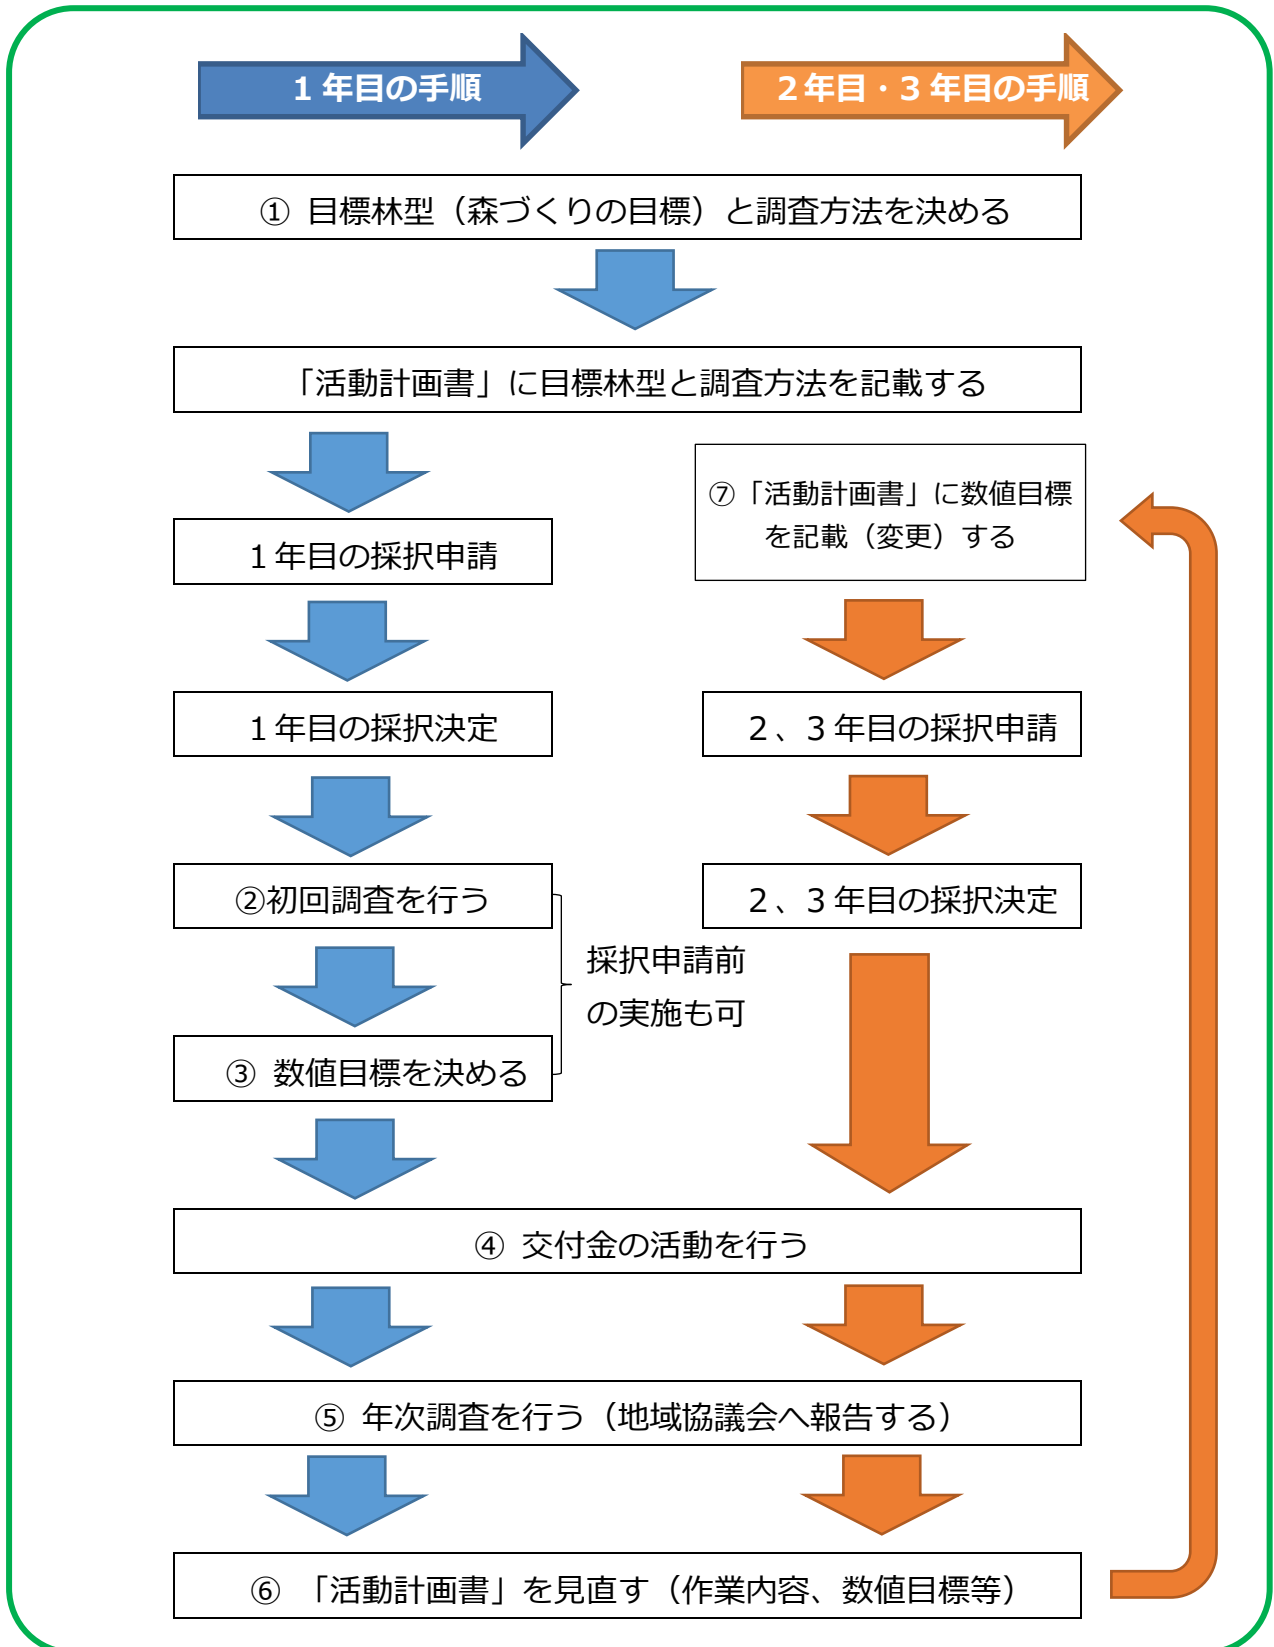 １年目の手順
２年目・３年目の手順
① 目標林型（森づくりの目標）と調査方法を決める
「活動計画書」に目標林型と調査方法を記載する
１年目の採択申請
１年目の採択決定
②初回調査を行う
③ 数値目標を決める
採択申請前
の実施も可
⑦「活動計画書」に数値目標
を記載（変更）する
２、３年目の採択申請
２、３年目の採択決定
④ 交付金の活動を行う
⑤ 年次調査を行う（地域協議会へ報告する）
⑥ 「活動計画書」を見直す（作業内容、数値目標等）